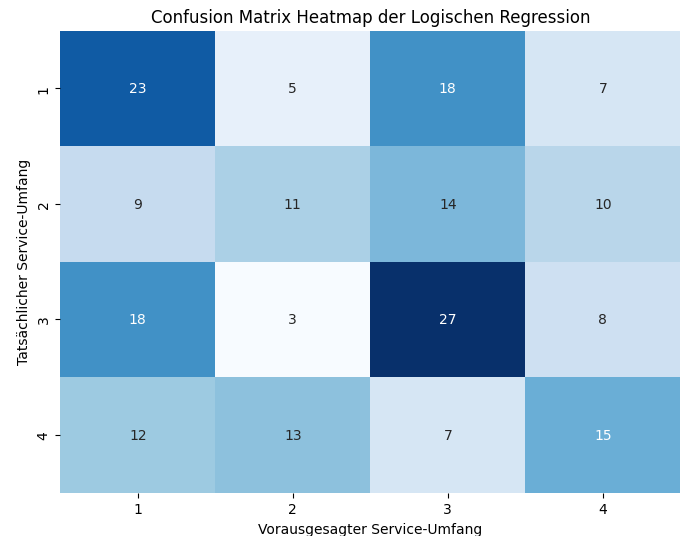 Confusion Matrix Heatmap der Logischen Regression
Tatsächlicher Service-Umfang
1 23 5 18 7
2 9 11 14 10
3 18 3 27 8
4 12 13 7 15
1 2 3 4
Vorausgesagter Service-Umfang